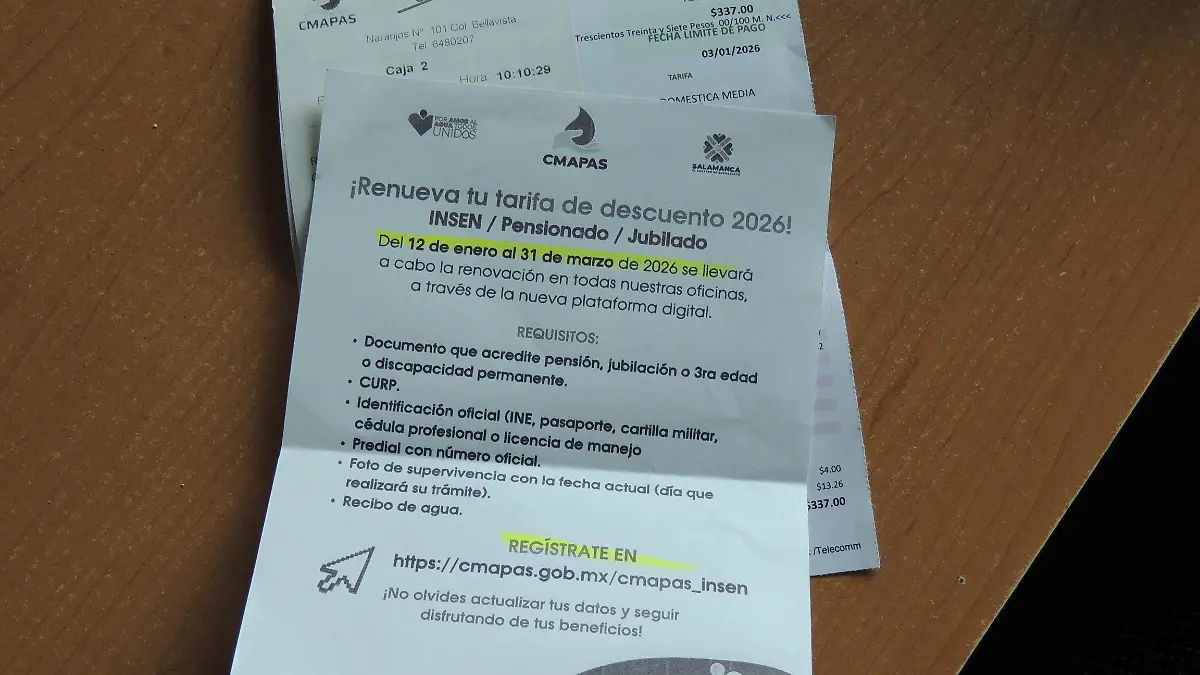 CMAPAS
Naranjos N° 101 Col. Bellavista
Tel. 6480207
Caja 2
Hora 10:10:29
$337.00
Trescientos Treinta y Siete Pesos 00/100 M. N.<<<
FECHA LIMITE DE PAGO
03/01/2026
TARIFA
DOMESTICA MEDIA
POR AMOR AL
AGUA TODOS
UNIDOS
CMAPAS
SALAMANCA
¡Renueva tu tarifa de descuento 2026!
INSEN / Pensionado / Jubilado
Del 12 de enero al 31 de marzo de 2026 se llevará
a cabo la renovación en todas nuestras oficinas,
a través de la nueva plataforma digital.
REQUISITOS:
• Documento que acredite pensión, jubilación o 3ra edad
o discapacidad permanente.
• CURP.
• Identificación oficial (INE, pasaporte, cartilla militar,
cédula profesional o licencia de manejo
• Predial con número oficial.
• Foto de supervivencia con la fecha actual (día que
realizará su trámite).
• Recibo de agua.
REGÍSTRATE EN
https://cmapas.gob.mx/cmapas_insen
¡No olvides actualizar tus datos y seguir
disfrutando de tus beneficios!
2
$4.00
$13.26
$337.00
/Telecomm